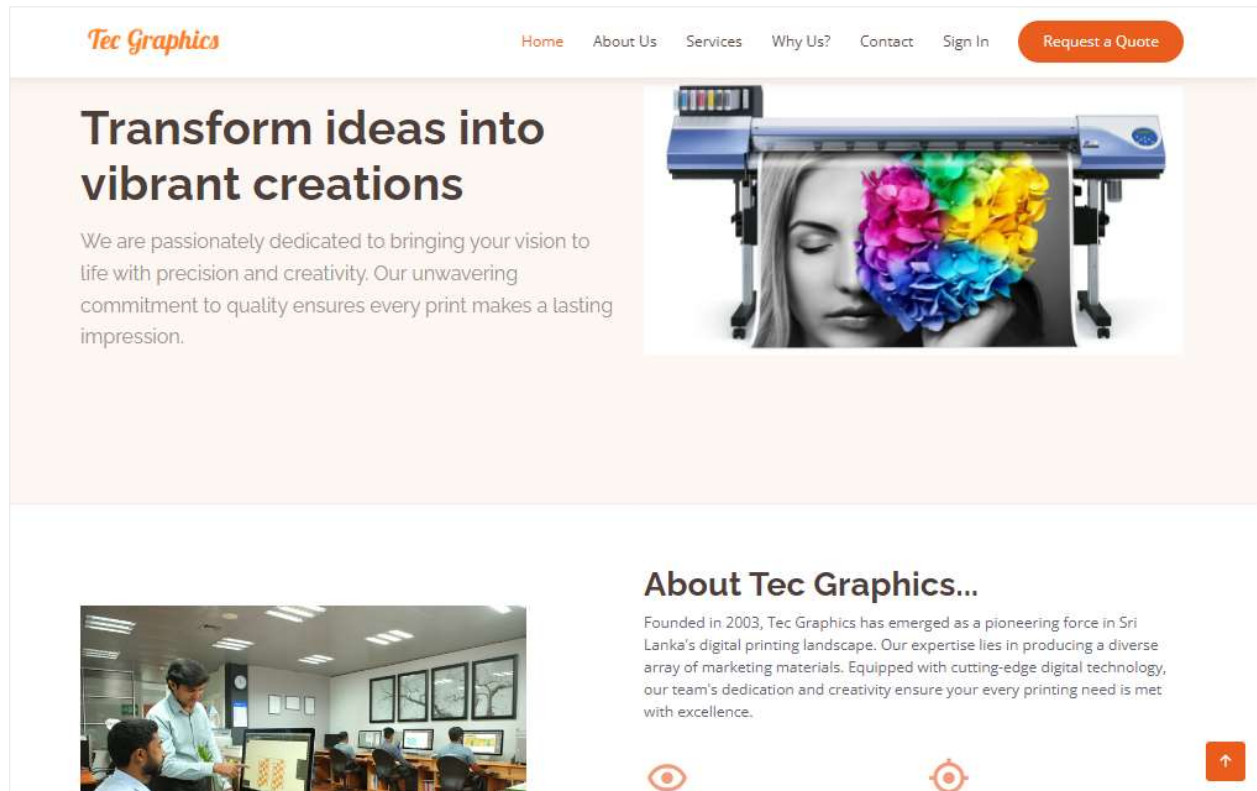 Tec Graphics
Home About Us Services Why Us? Contact Sign In Request a Quote
Transform ideas into
vibrant creations
We are passionately dedicated to bringing your vision to
life with precision and creativity. Our unwavering
commitment to quality ensures every print makes a lasting
impression.
About Tec Graphics...
Founded in 2003, Tec Graphics has emerged as a pioneering force in Sri
Lanka's digital printing landscape. Our expertise lies in producing a diverse
array of marketing materials. Equipped with cutting-edge digital technology,
our team's dedication and creativity ensure your every printing need is met
with excellence.